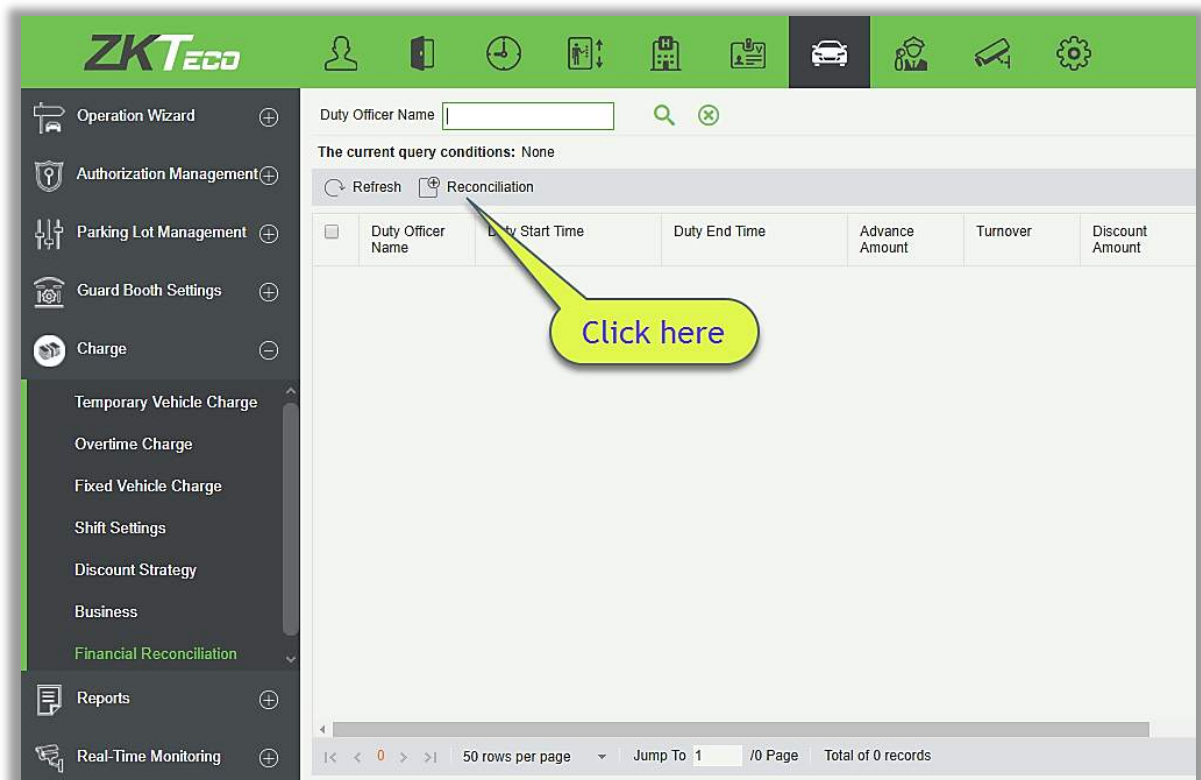 ZKTECO
Operation Wizard
Authorization Management
Parking Lot Management
Guard Booth Settings
Charge
Temporary Vehicle Charge
Overtime Charge
Fixed Vehicle Charge
Shift Settings
Discount Strategy
Business
Financial Reconciliation
Reports
Real-Time Monitoring
Duty Officer Name
The current query conditions: None
Refresh Reconciliation
Duty Officer Name
Duty Start Time
Duty End Time
Advance Amount
Turnover
Discount Amount
Click here
|< < 0 > >| 50 rows per page Jump To 1 /0 Page Total of 0 records